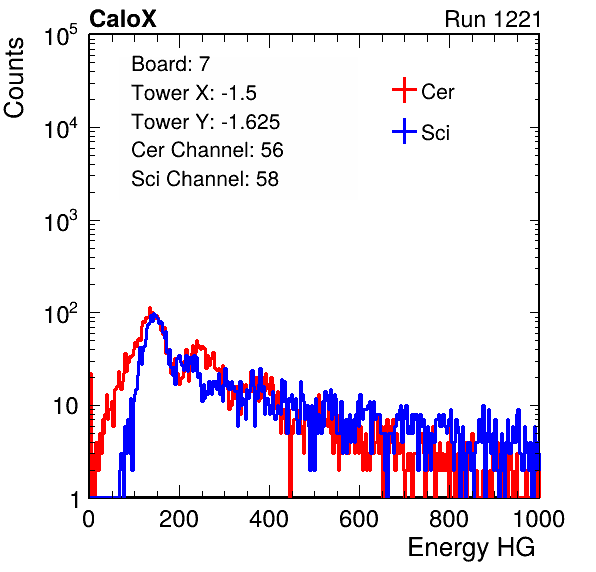 CaloX Run 1221
Counts
Board: 7
Tower X: -1.5
Tower Y: -1.625
Cer Channel: 56
Sci Channel: 58
Cer
Sci
10^5
10^4
10^3
10^2
10
1
0 200 400 600 800 1000
Energy HG